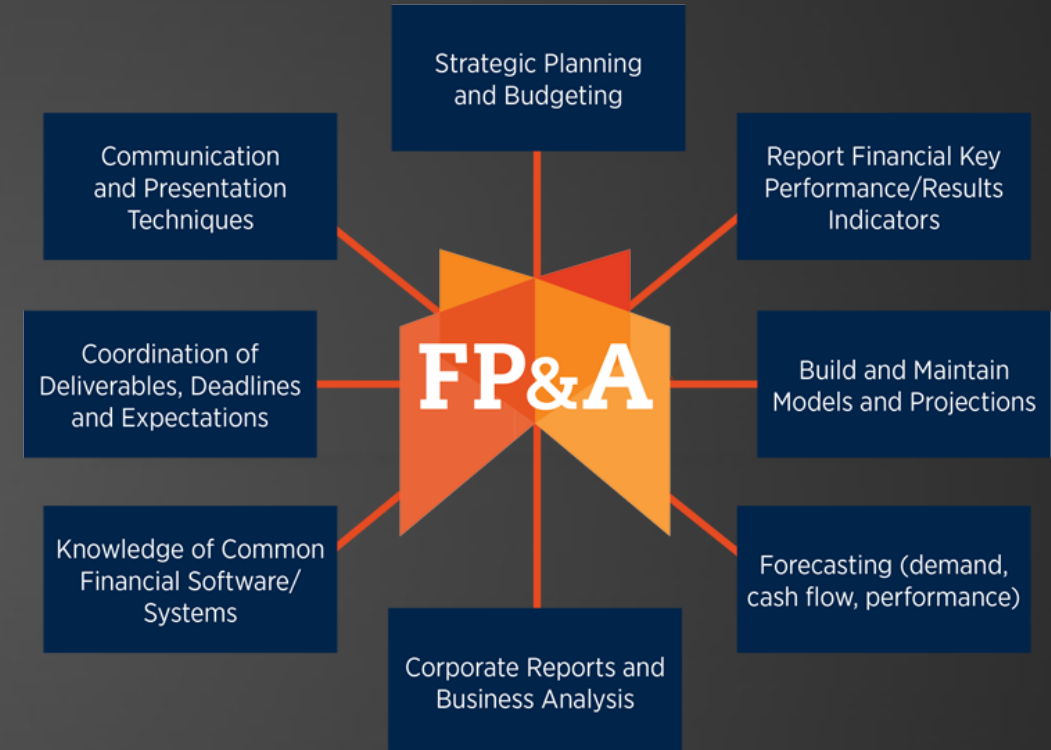 Strategic Planning
and Budgeting
Communication
and Presentation
Techniques
Report Financial Key
Performance/Results
Indicators
Coordination of
Deliverables, Deadlines
and Expectations
FP&A
Build and Maintain
Models and Projections
Knowledge of Common
Financial Software/
Systems
Forecasting (demand,
cash flow, performance)
Corporate Reports and
Business Analysis